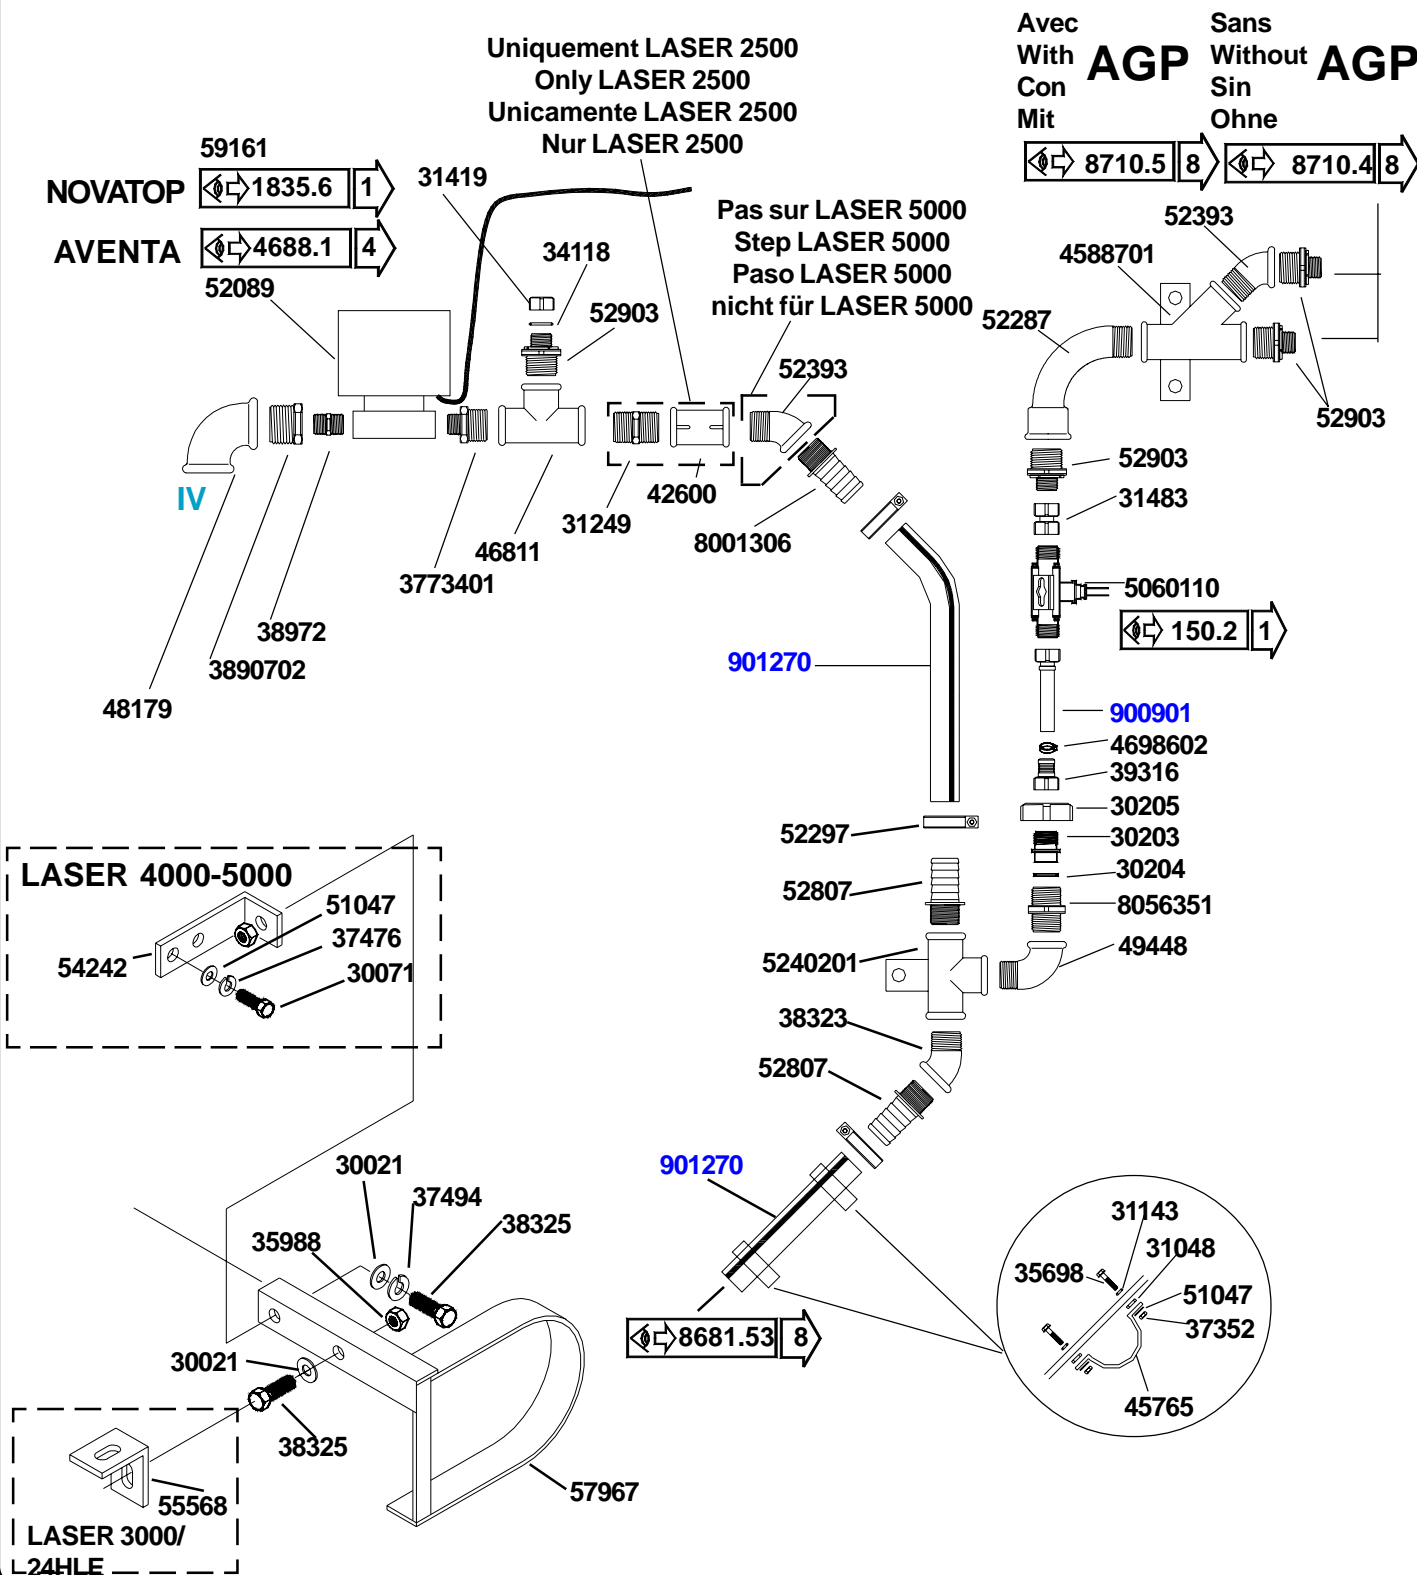 Avec
With
Con
Mit
AGP
Sans
Without
Sin
Ohne
AGP
8710.5 8
8710.4 8
Uniquement LASER 2500
Only LASER 2500
Unicamente LASER 2500
Nur LASER 2500
59161
NOVATOP 1835.6 1
AVENTA 4688.1 4
52089
31419
34118
52903
Pas sur LASER 5000
Step LASER 5000
Paso LASER 5000
nicht für LASER 5000
52393
4588701
52287
52393
52903
52903
31483
5060110
150.2 1
IV
42600
31249
8001306
46811
3773401
38972
3890702
48179
901270
900901
4698602
39316
30205
30203
30204
8056351
49448
52297
52807
5240201
38323
52807
LASER 4000-5000
51047
37476
30071
54242
901270
8681.53 8
30021
37494
38325
35988
30021
38325
57967
55568
LASER 3000/
24HLE
31143
31048
35698
51047
37352
45765